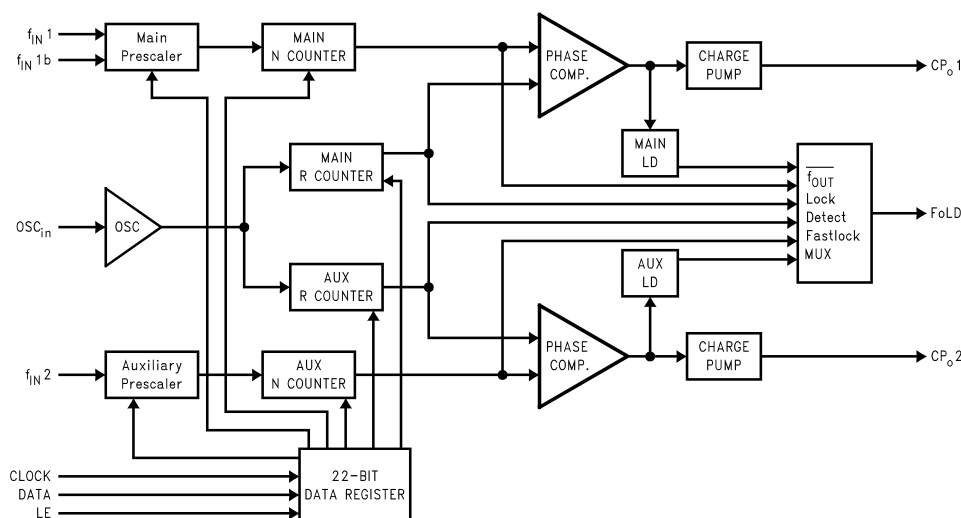 f_IN 1
f_IN 1b
Main
Prescaler
MAIN
N COUNTER
PHASE
COMP.
CHARGE
PUMP
CP_o 1
MAIN
LD
MAIN
R COUNTER
OSC_in
OSC
f_OUT
Lock
Detect
Fastlock
MUX
FoLD
AUX
R COUNTER
AUX
LD
f_IN 2
Auxiliary
Prescaler
AUX
N COUNTER
PHASE
COMP.
CHARGE
PUMP
CP_o 2
CLOCK
DATA
LE
22-BIT
DATA REGISTER